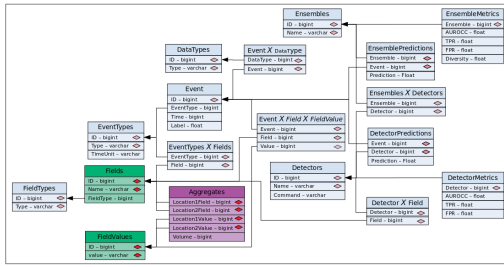 Ensembles
ID – bigint
Name – varchar
EnsembleMetrics
Ensemble – bigint
AUROCC – float
TPR – float
FPR – float
Diversity – float
DataTypes
ID – bigint
Type – varchar
Event X DataType
DataType – bigint
Event – bigint
EnsemblePredictions
Ensemble – bigint
Event – bigint
Prediction – Float
Event
ID – bigint
EventType – bigint
Time – bigint
Label – float
Ensembles X Detectors
Ensemble – bigint
Detector – bigint
EventTypes
ID – bigint
Type – varchar
TimeUnit – varchar
Event X Field X FieldValue
Event – bigint
Field – bigint
Value – bigint
DetectorPredictions
Event – bigint
Detector – bigint
Prediction – Float
EventTypes X Fields
EventType – bigint
Field – bigint
Fields
ID – bigint
Name – varchar
FieldType – bigint
Detectors
ID – bigint
Name – varchar
Command – varchar
DetectorMetrics
Detector – bigint
AUROCC – float
TPR – float
FPR – float
FieldTypes
ID – bigint
Type – varchar
Aggregates
Location1Field – bigint
Location2Field – bigint
Location1Value – bigint
Location2Value – bigint
Volume – bigint
Detector X Field
Detector – bigint
Field – bigint
FieldValues
ID – bigint
value – varchar